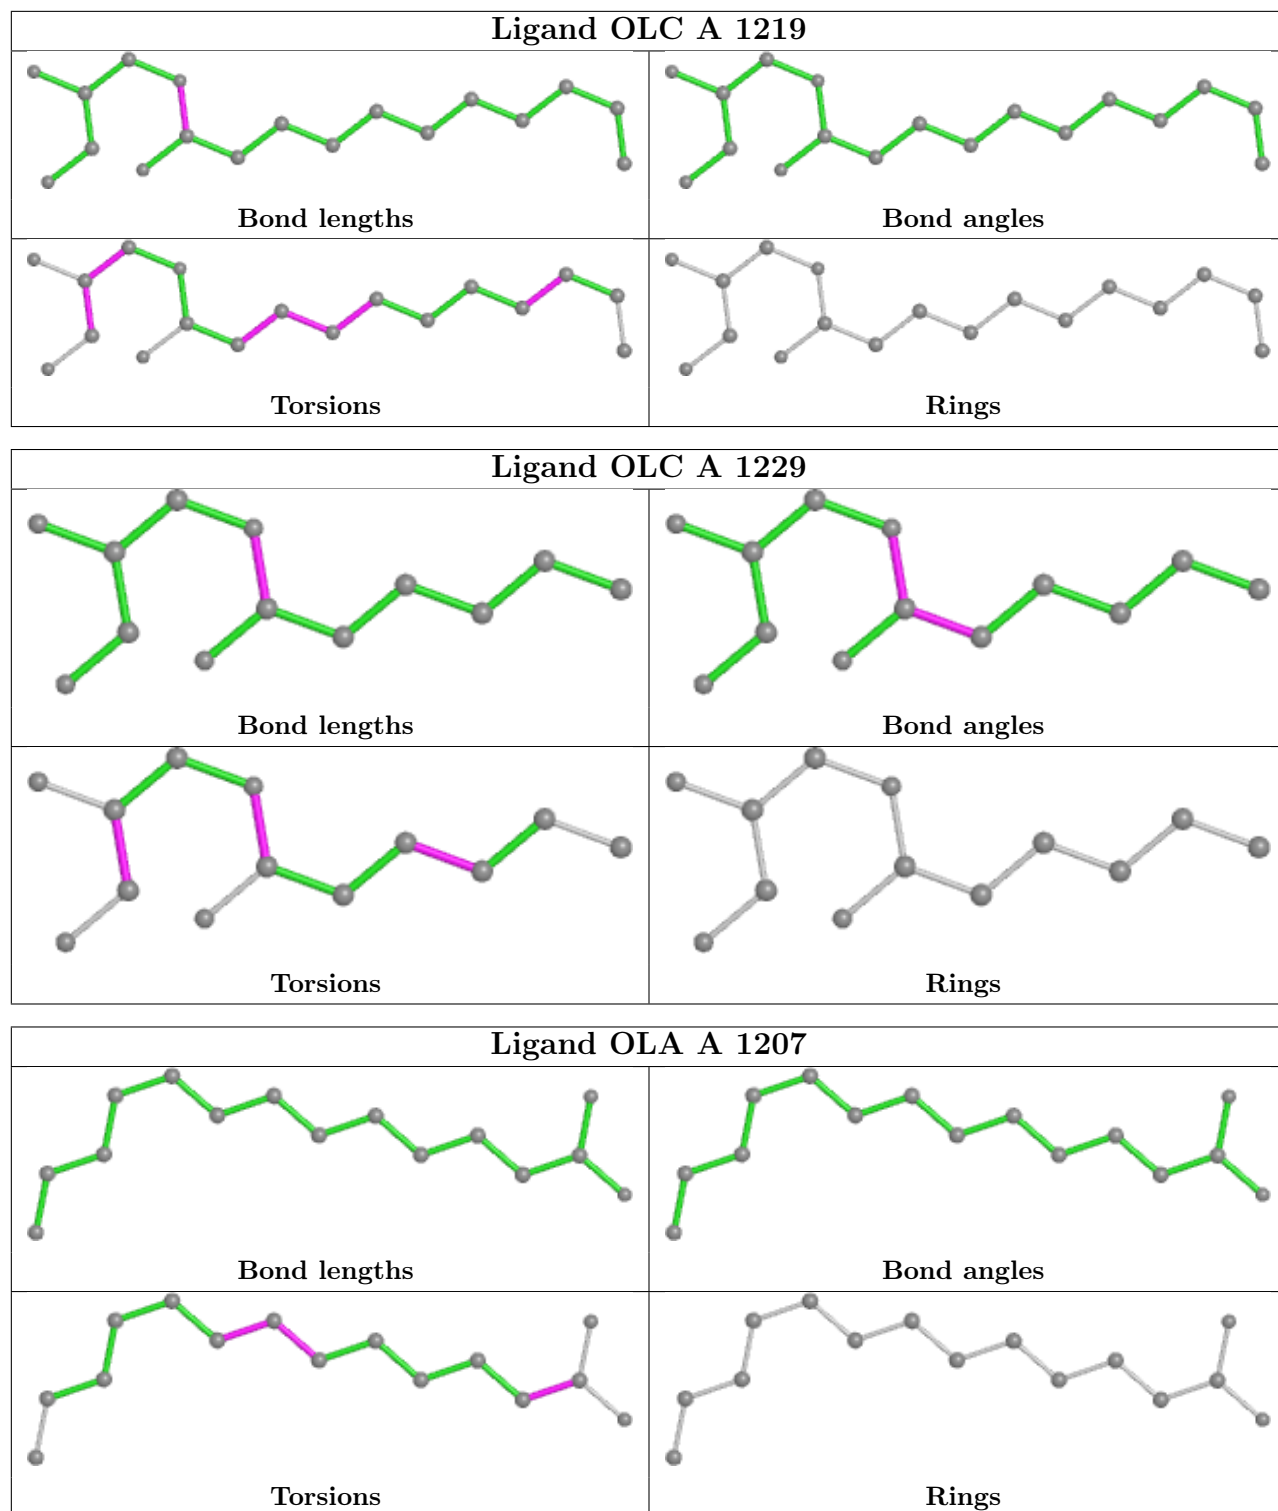 Ligand OLC A 1219
Bond lengths
Bond angles
Torsions
Rings
Ligand OLC A 1229
Bond lengths
Bond angles
Torsions
Rings
Ligand OLA A 1207
Bond lengths
Bond angles
Torsions
Rings